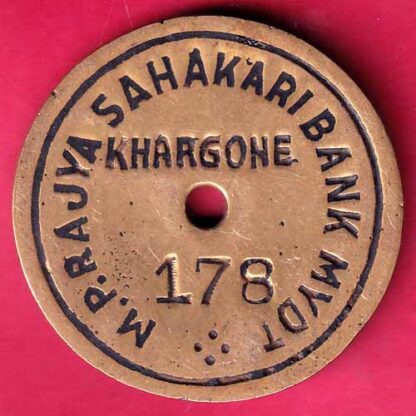 M.P.RAJYA SAHAKARI BANK MYDT
KHARGONE
178